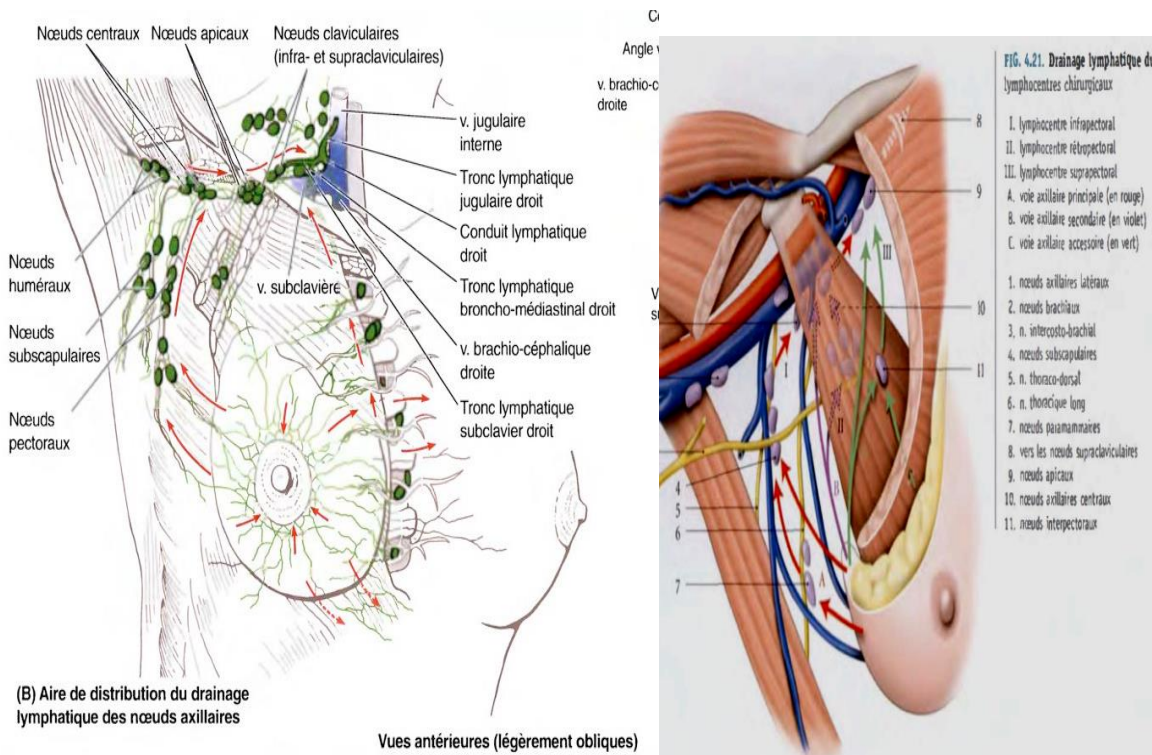 Nœuds centraux
Nœuds apicaux
Nœuds claviculaires
(infra- et supraclaviculaires)
v. jugulaire
interne
Tronc lymphatique
jugulaire droit
Conduit lymphatique
droit
Tronc lymphatique
broncho-médiastinal droit
v. brachio-céphalique
droite
Tronc lymphatique
subclavier droit
v. subclavière
Nœuds
huméraux
Nœuds
subscapulaires
Nœuds
pectoraux
(B) Aire de distribution du drainage
lymphatique des nœuds axillaires
Vues antérieures (légèrement obliques)
Angle v
v. brachio-c
droite
8
9
III
10
I
11
II
4
B
5
6
7
A
FIG. 4.21. Drainage lymphatique du
lymphocentres chirurgicaux
I. lymphocentre infrapectoral
II. lymphocentre rétropectoral
III. lymphocentre suprapectoral
A. voie axillaire principale (en rouge)
B. voie axillaire secondaire (en violet)
C. voie axillaire accessoire (en vert)
1. nœuds axillaires latéraux
2. nœuds brachiaux
3. n. intercosto-brachial
4. nœuds subscapulaires
5. n. thoraco-dorsal
6. n. thoracique long
7. nœuds paramammaires
8. vers les nœuds supraclaviculaires
9. nœuds apicaux
10. nœuds axillaires centraux
11. nœuds interpectoraux